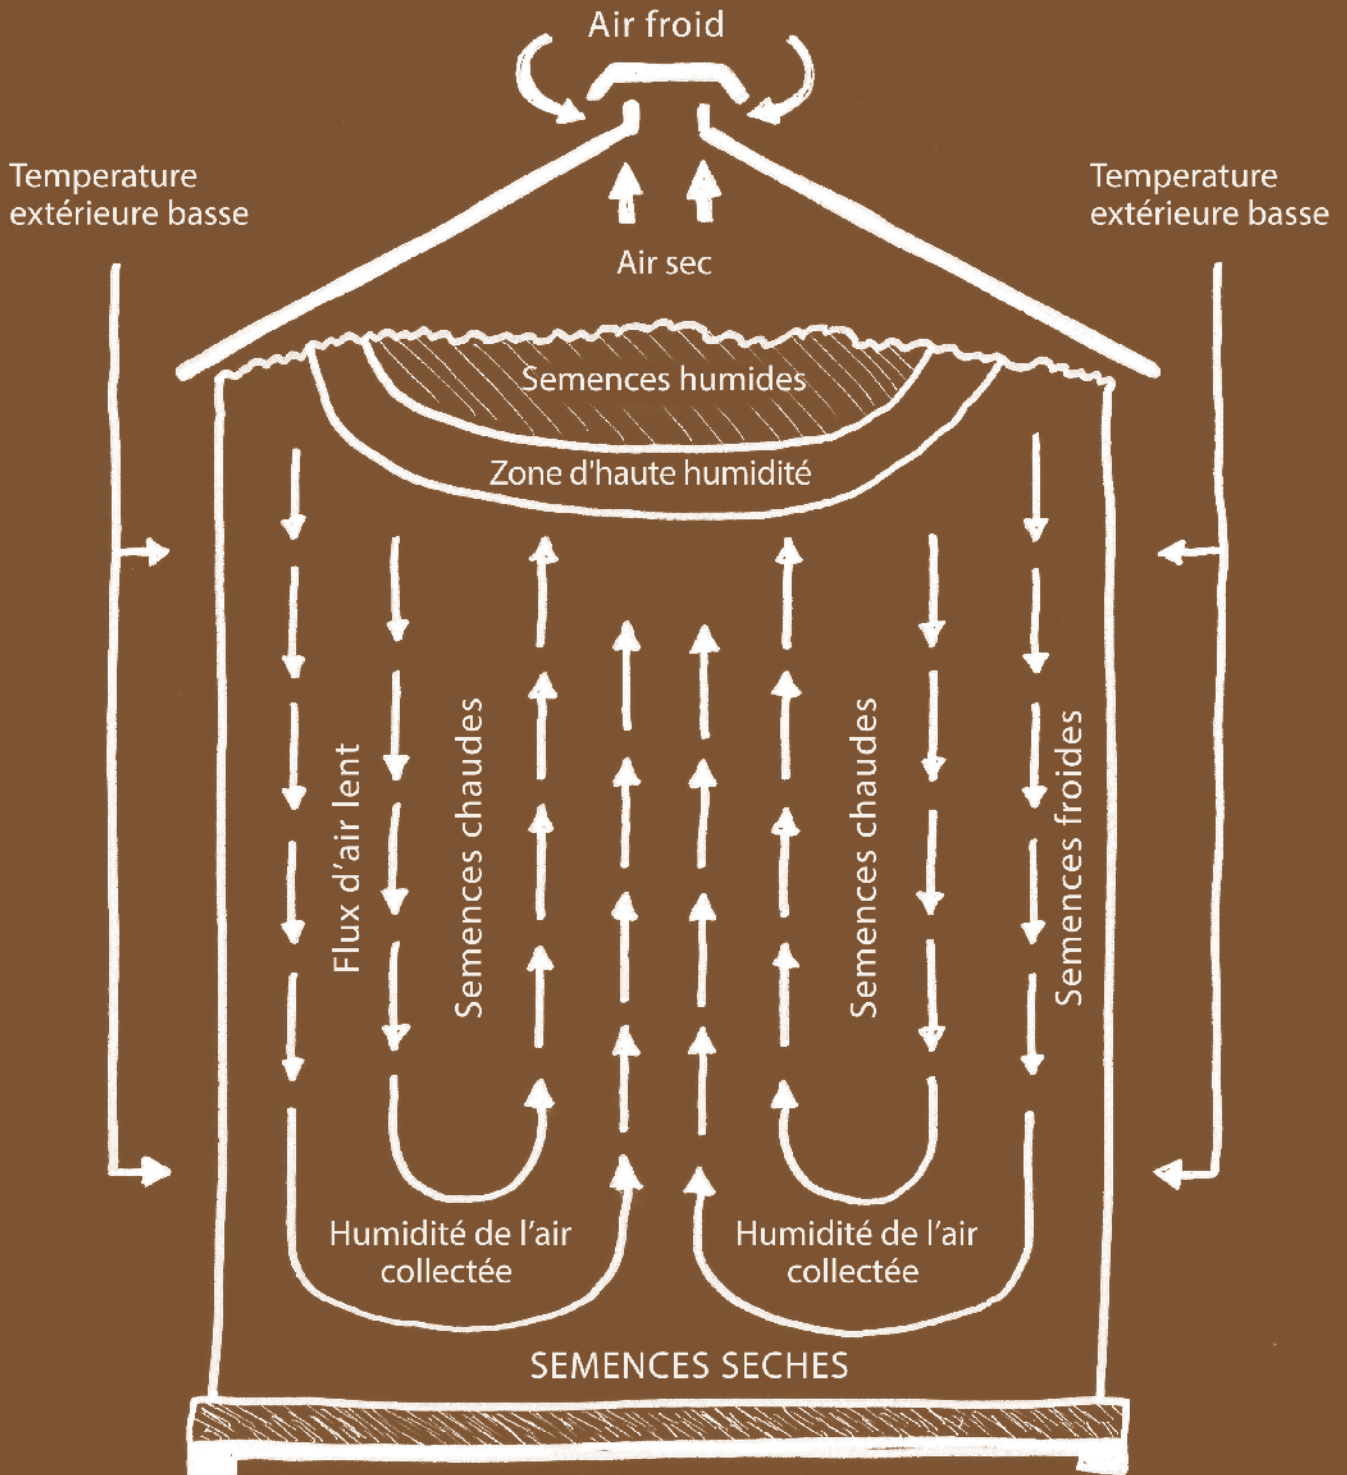 Air froid
Temperature
extérieure basse
Temperature
extérieure basse
Air sec
Semences humides
Zone d'haute humidité
Flux d'air lent
Semences chaudes
Semences chaudes
Semences froides
Humidité de l'air
collectée
Humidité de l'air
collectée
SEMENCES SECHES